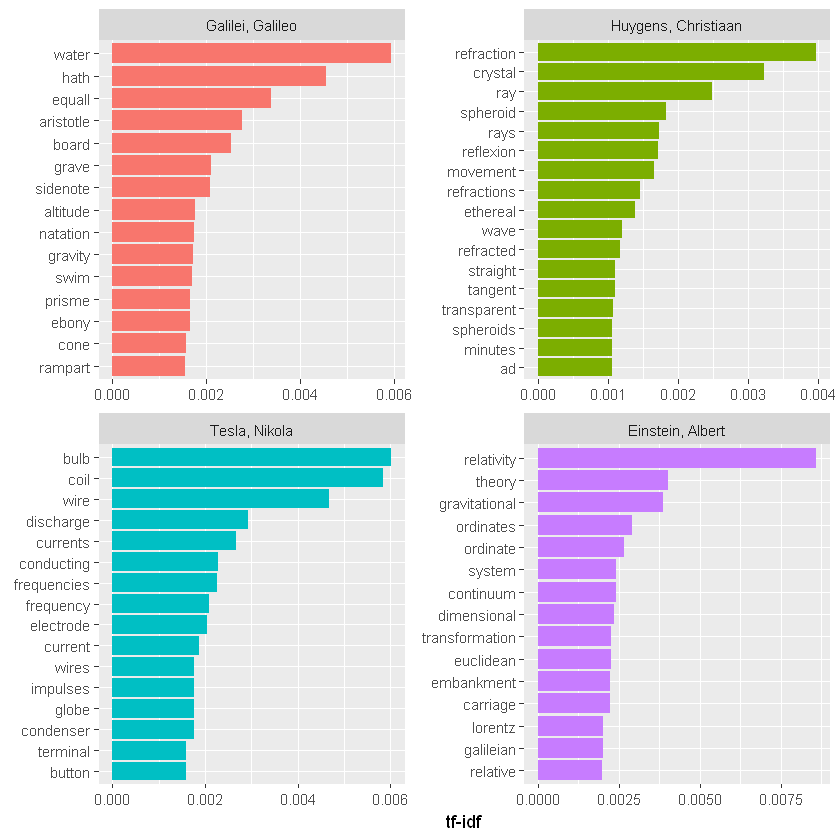 Galilei, Galileo
water
hath
equall
aristotle
board
grave
sidenote
altitude
natation
gravity
swim
prisme
ebony
cone
rampart
0.000 0.002 0.004 0.006
Huygens, Christiaan
refraction
crystal
ray
spheroid
rays
reflexion
movement
refractions
ethereal
wave
refracted
straight
tangent
transparent
spheroids
minutes
ad
0.000 0.001 0.002 0.003 0.004
Tesla, Nikola
bulb
coil
wire
discharge
currents
conducting
frequencies
frequency
electrode
current
wires
impulses
globe
condenser
terminal
button
0.000 0.002 0.004 0.006
Einstein, Albert
relativity
theory
gravitational
ordinates
ordinate
system
continuum
dimensional
transformation
euclidean
embankment
carriage
lorentz
galileian
relative
0.0000 0.0025 0.0050 0.0075
tf-idf